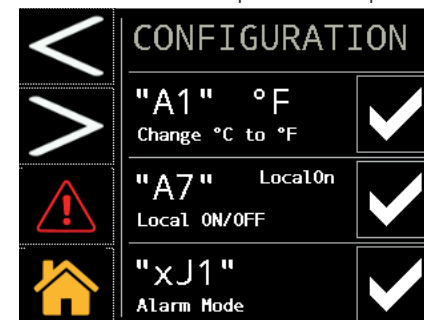 CONFIGURATION
"A1" °F
Change °C to °F
"A7" LocalOn
Local ON/OFF
"xJ1"
Alarm Mode